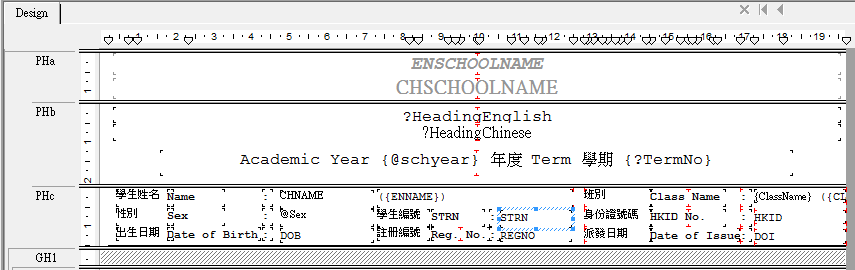 Design
2 3 4 5 6 7 8 9 10 11 12 13 14 15 16 17 18 19
PHa
ENSCHOOLNAME
CHSCHOOLNAME
PHb
?HeadingEnglish
?HeadingChinese
Academic Year {@schyear} 年度 Term 學期 {?TermNo}
PHc
學生姓名 Name : CHNAME ({ENNAME}) 班別 Class Name : {ClassName} ({CL
性別 Sex : @Sex 學生編號 STRN : STRN 身份證號碼 HKID No. : HKID
出生日期 Date of Birth : DOB 註冊編號 Reg. No. : REGNO 派發日期 Date of Issue : DOI
GH1